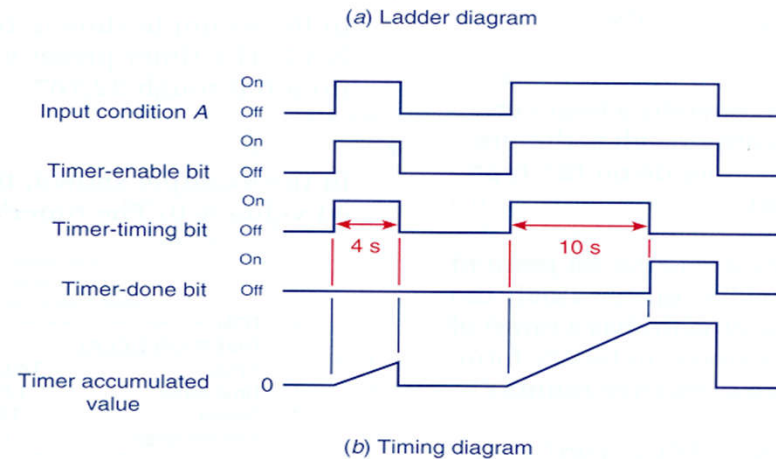 (a) Ladder diagram
On
Input condition A Off
On
Timer-enable bit Off
On
Timer-timing bit Off
4 s 10 s
On
Timer-done bit Off
Timer accumulated
value
0
(b) Timing diagram